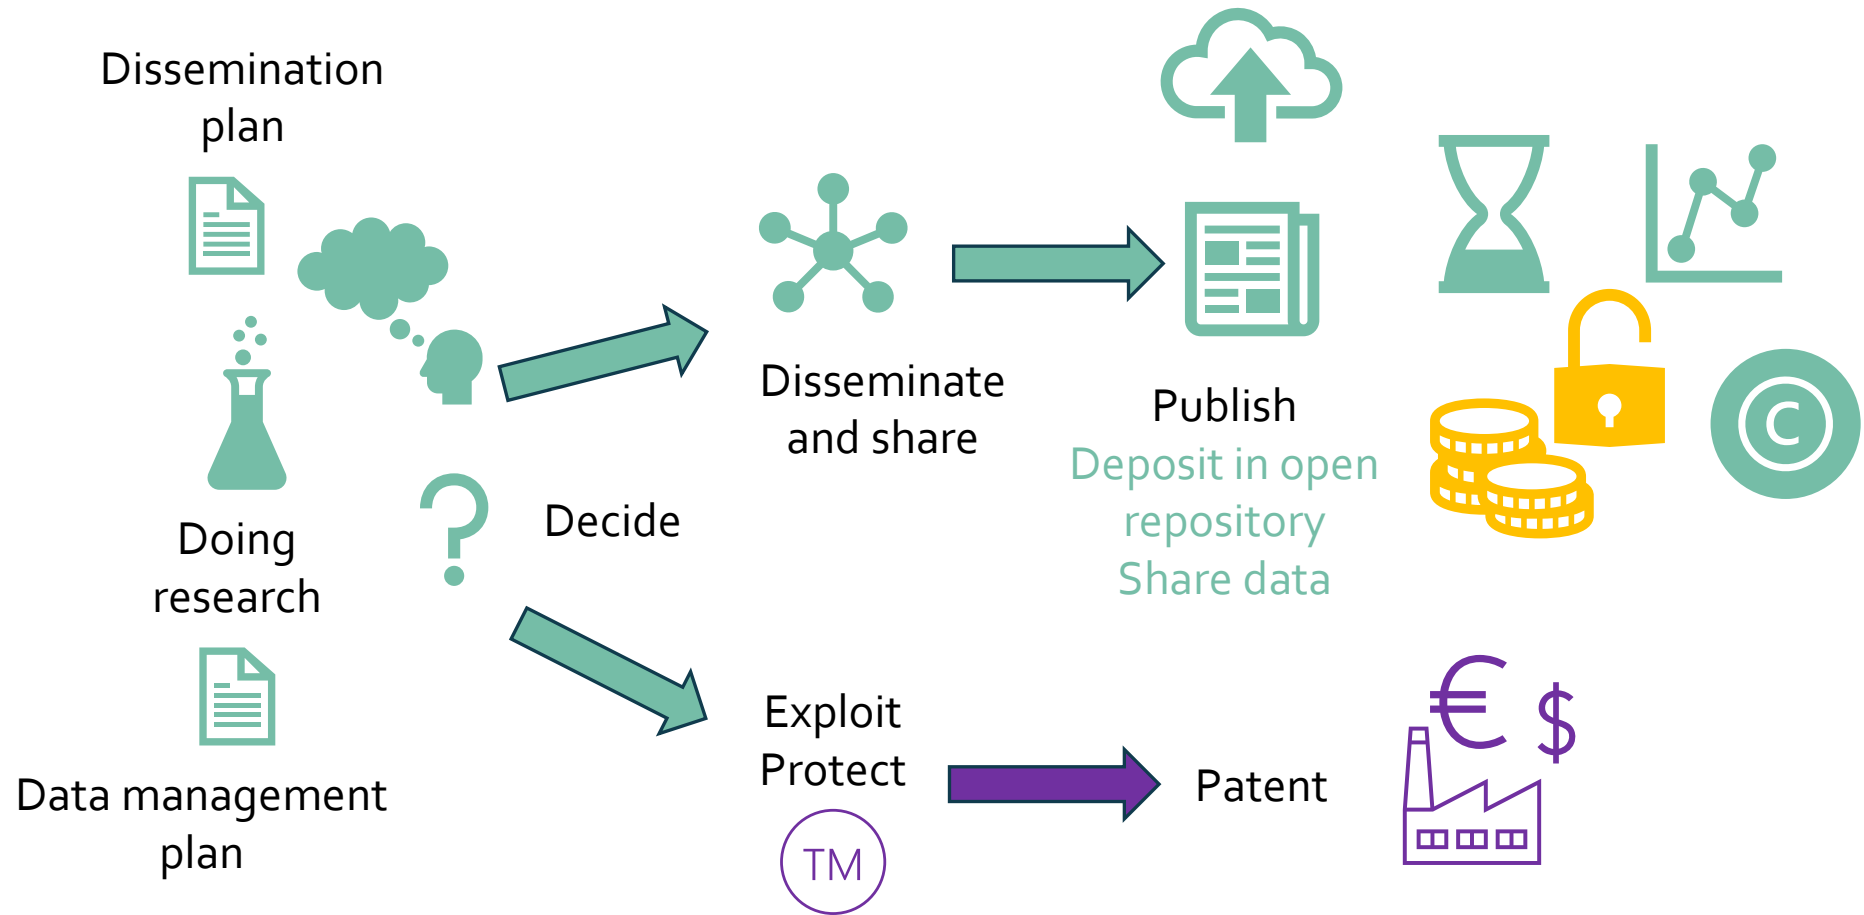 Dissemination
plan
Doing
research
Data management
plan
Decide
Disseminate
and share
Publish
Deposit in open
repository
Share data
C
Exploit
Protect
TM
Patent
€ $